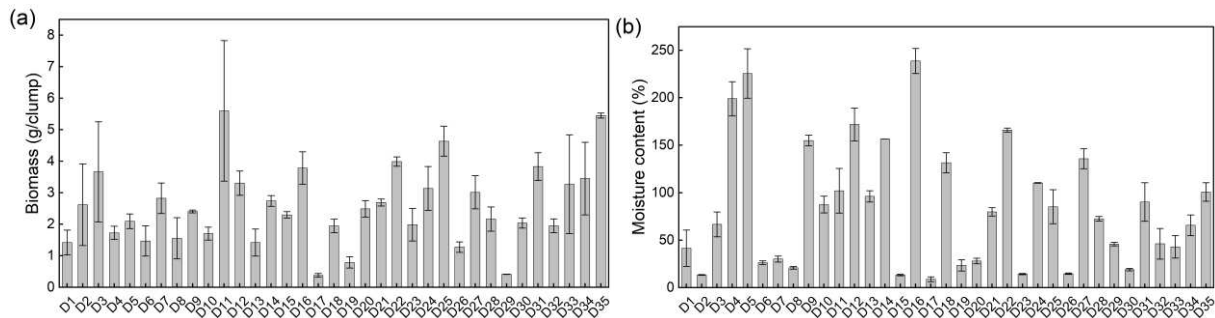 (a)
8
7
6
5
4
3
2
1
0
Biomass (g/clump)
D1 D2 D3 D4 D5 D6 D7 D8 D9 D10 D11 D12 D13 D14 D15 D16 D17 D18 D19 D20 D21 D22 D23 D24 D25 D26 D27 D28 D29 D30 D31 D32 D33 D34 D35
(b)
250
200
150
100
50
0
Moisture content (%)
D1 D2 D3 D4 D5 D6 D7 D8 D9 D10 D11 D12 D13 D14 D15 D16 D17 D18 D19 D20 D21 D22 D23 D24 D25 D26 D27 D28 D29 D30 D31 D32 D33 D34 D35